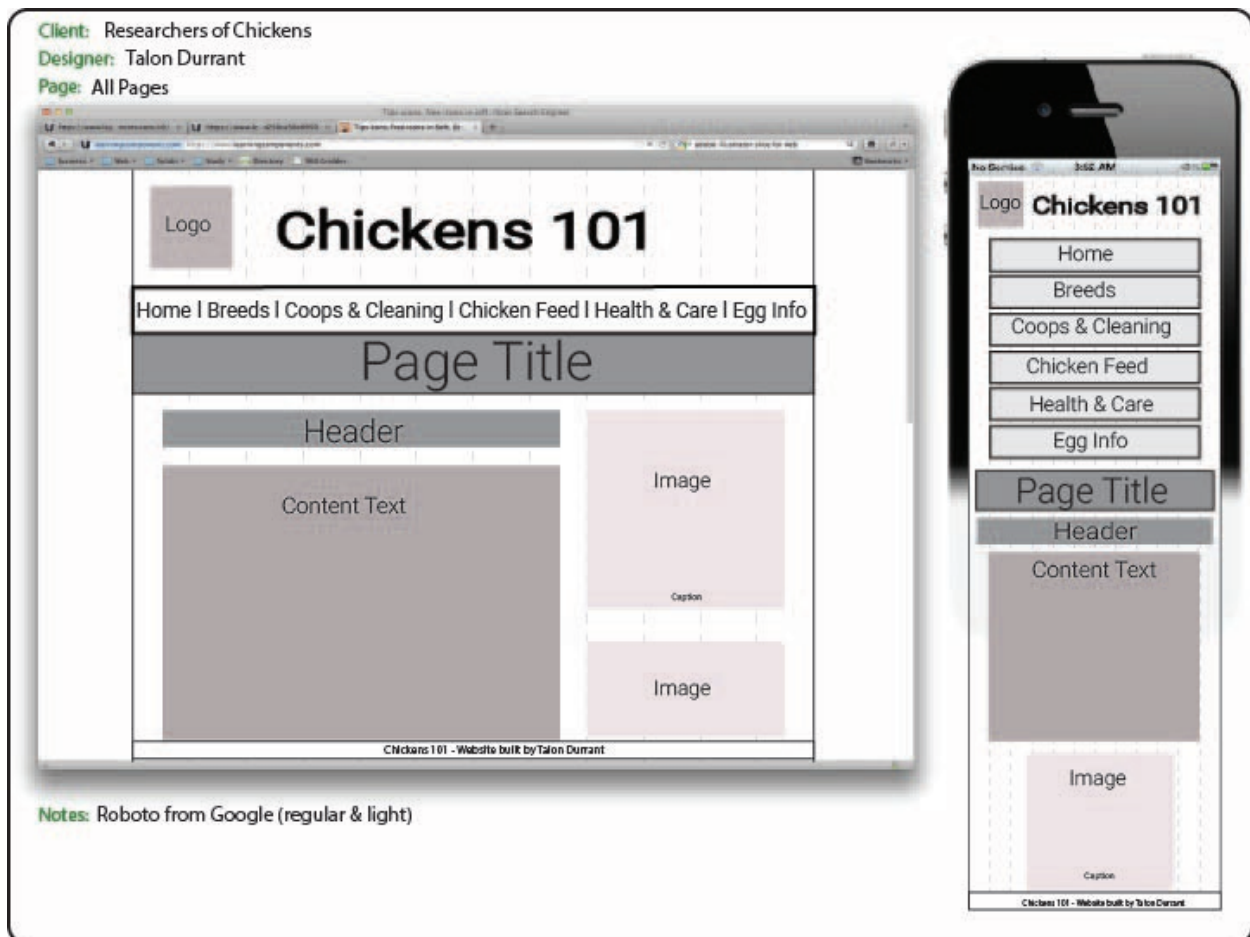 Client: Researchers of Chickens
Designer: Talon Durrant
Page: All Pages
Logo
Chickens 101
Home l Breeds l Coops & Cleaning l Chicken Feed l Health & Care l Egg Info
Page Title
Header
Content Text
Image
Caption
Image
Chickens 101 - Website built by Talon Durrant
Notes: Roboto from Google (regular & light)
No Service 3:52 AM
Logo Chickens 101
Home
Breeds
Coops & Cleaning
Chicken Feed
Health & Care
Egg Info
Page Title
Header
Content Text
Image
Caption
Chickens 101 - Website built by Talon Durrant